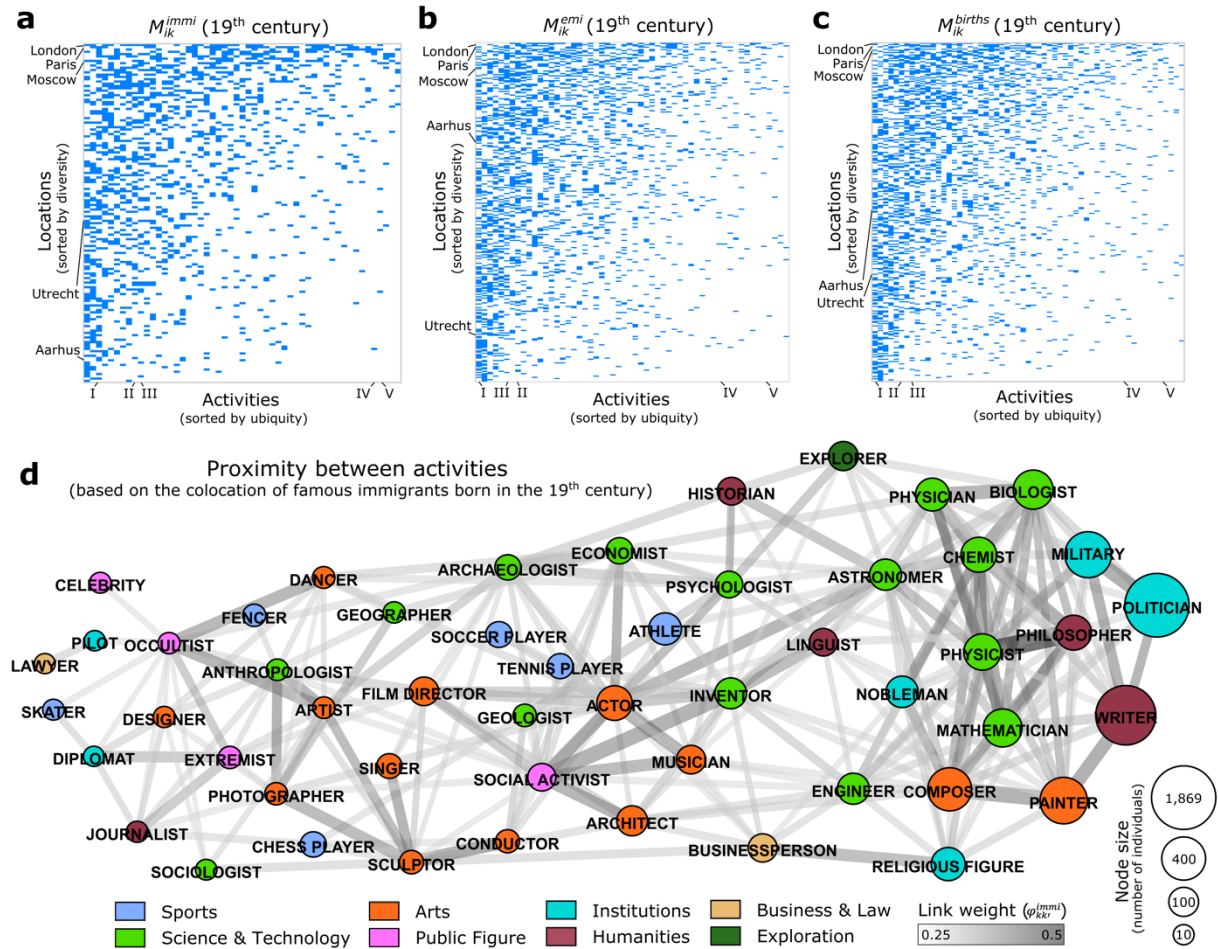 a
M_ik^immi (19th century)
London
Paris
Moscow
Locations
(sorted by diversity)
Utrecht
Aarhus
I II III IV V
Activities
(sorted by ubiquity)
b
M_ik^emi (19th century)
London
Paris
Moscow
Aarhus
Locations
(sorted by diversity)
Utrecht
I III II IV V
Activities
(sorted by ubiquity)
c
M_ik^births (19th century)
London
Paris
Moscow
Locations
(sorted by diversity)
Aarhus
Utrecht
I II III IV V
Activities
(sorted by ubiquity)
d
Proximity between activities
(based on the colocation of famous immigrants born in the 19th century)
EXPLORER
HISTORIAN
PHYSICIAN
BIOLOGIST
ECONOMIST
CHEMIST
MILITARY
ARCHAEOLOGIST
ASTRONOMER
CELEBRITY
DANCER
PSYCHOLOGIST
POLITICIAN
FENCER
GEOGRAPHER
SOCCER PLAYER
ATHLETE
PHILOSOPHER
PILOT
OCCULTIST
LINGUIST
PHYSICIST
LAWYER
ANTHROPOLOGIST
TENNIS PLAYER
FILM DIRECTOR
INVENTOR
NOBLEMAN
SKATER
DESIGNER
ARTIST
GEOLOGIST
ACTOR
WRITER
MATHEMATICIAN
DIPLOMAT
EXTREMIST
SINGER
SOCIAL ACTIVIST
MUSICIAN
PHOTOGRAPHER
ENGINEER
COMPOSER
PAINTER
JOURNALIST
CHESS PLAYER
CONDUCTOR
ARCHITECT
BUSINESSPERSON
SOCIOLOGIST
SCULPTOR
RELIGIOUS FIGURE
1,869
400
100
10
Node size
(number of individuals)
Sports
Arts
Institutions
Business & Law
Science & Technology
Public Figure
Humanities
Exploration
Link weight (φ_kk′^immi)
0.25 0.5